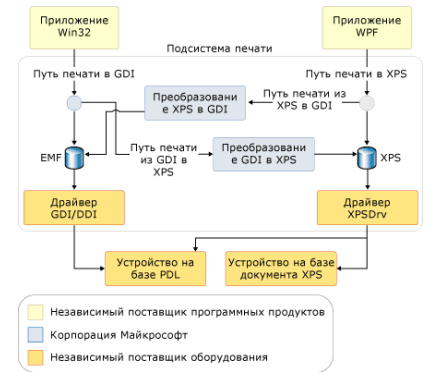 Приложение
Win32
Приложение
WPF
Подсистема печати
Путь печати в GDI
Путь печати в XPS
Преобразовани
е XPS в GDI
Путь печати из
XPS в GDI
EMF
Путь печати
из GDI в
XPS
Преобразовани
е GDI в XPS
XPS
Драйвер
GDI/DDI
Драйвер
XPSDrv
Устройство на
базе PDL
Устройство на базе
документа XPS
Независимый поставщик программных продуктов
Корпорация Майкрософт
Независимый поставщик оборудования